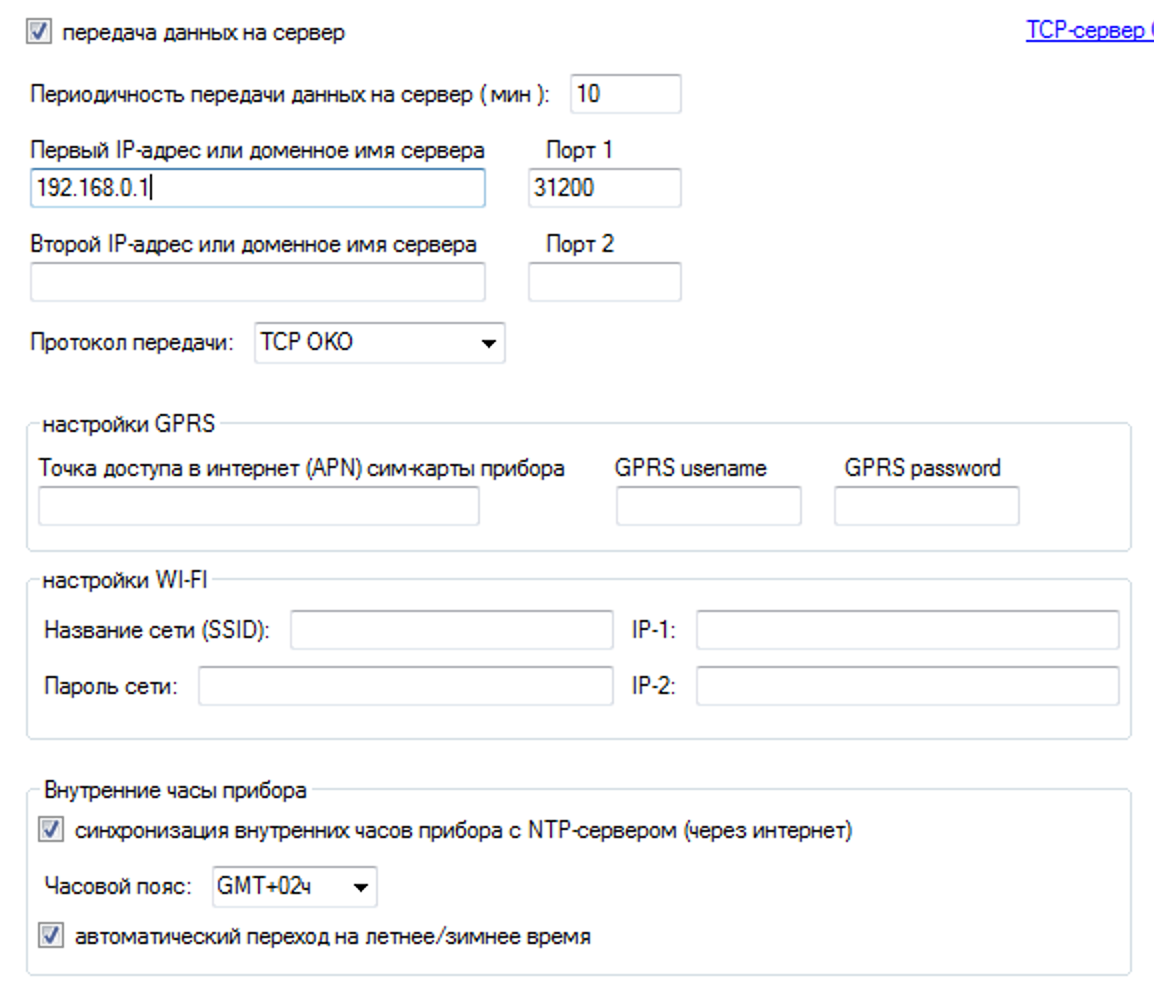 передача данных на сервер
TCP-сервер
Периодичность передачи данных на сервер ( мин ): 10
Первый IP-адрес или доменное имя сервера Порт 1
192.168.0.1 31200
Второй IP-адрес или доменное имя сервера Порт 2
Протокол передачи: TCP OKO
настройки GPRS
Точка доступа в интернет (APN) сим-карты прибора GPRS usename GPRS password
настройки WI-FI
Название сети (SSID): IP-1:
Пароль сети: IP-2:
Внутренние часы прибора
синхронизация внутренних часов прибора с NTP-сервером (через интернет)
Часовой пояс: GMT+02ч
автоматический переход на летнее/зимнее время